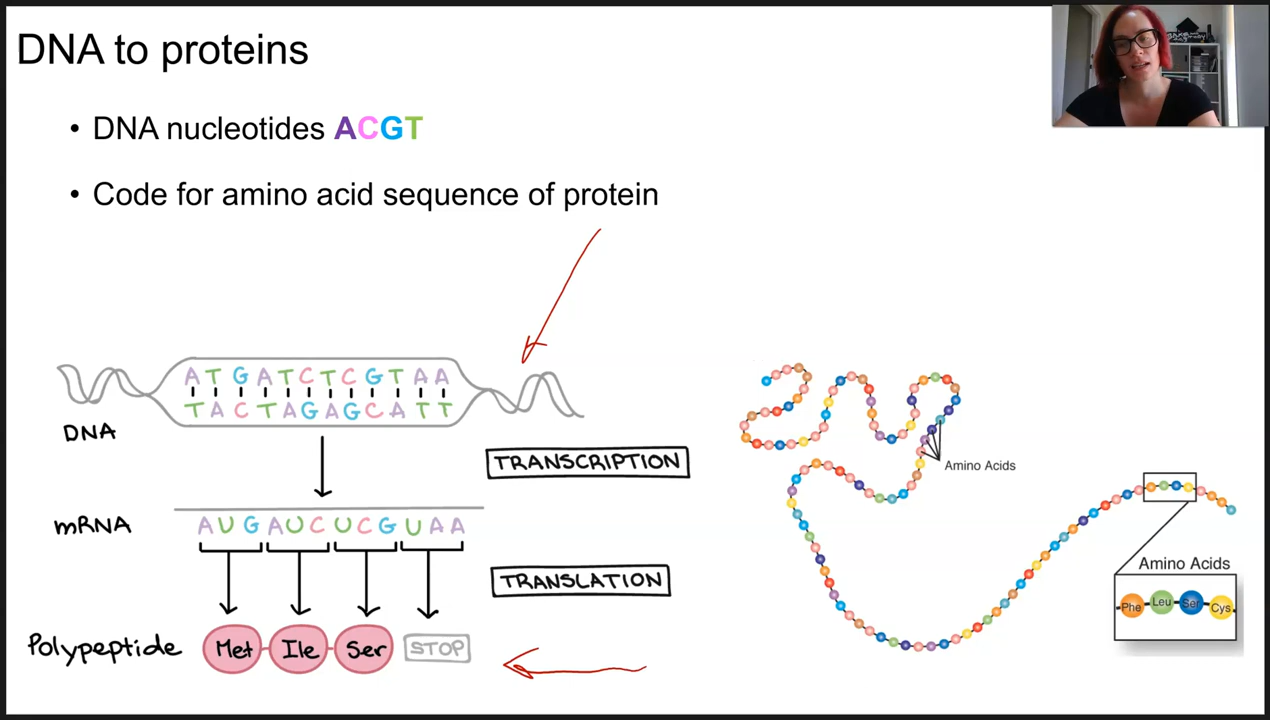 DNA to proteins
• DNA nucleotides ACGT
• Code for amino acid sequence of protein
ATGATCTCGTAA
TACTAGAGCATT
DNA
TRANSCRIPTION
mRNA
AUGAUCUCGUAA
TRANSLATION
Polypeptide
Met Ile Ser STOP
Amino Acids
Amino Acids
Phe Leu Ser Cys